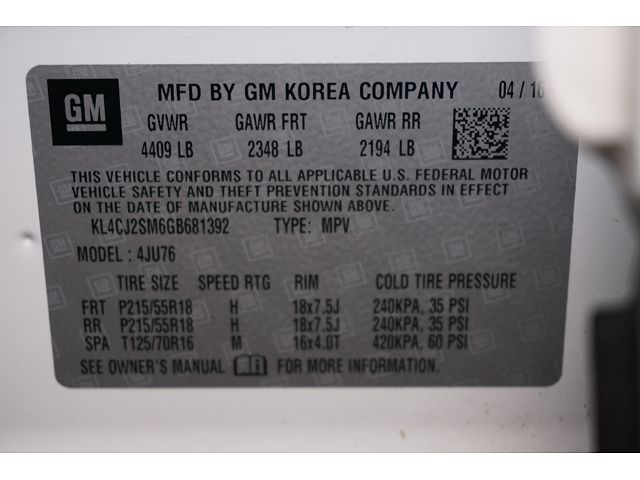 GM
MFD BY GM KOREA COMPANY 04 / 16
GVWR GAWR FRT GAWR RR
4409 LB 2348 LB 2194 LB
THIS VEHICLE CONFORMS TO ALL APPLICABLE U.S. FEDERAL MOTOR
VEHICLE SAFETY AND THEFT PREVENTION STANDARDS IN EFFECT
ON THE DATE OF MANUFACTURE SHOWN ABOVE.
KL4CJ2SM6GB681392 TYPE: MPV
MODEL : 4JU76
TIRE SIZE SPEED RTG RIM COLD TIRE PRESSURE
FRT P215/55R18 H 18x7.5J 240KPA, 35 PSI
RR P215/55R18 H 18x7.5J 240KPA, 35 PSI
SPA T125/70R16 M 16x4.0T 420KPA, 60 PSI
SEE OWNER'S MANUAL FOR MORE INFORMATION.